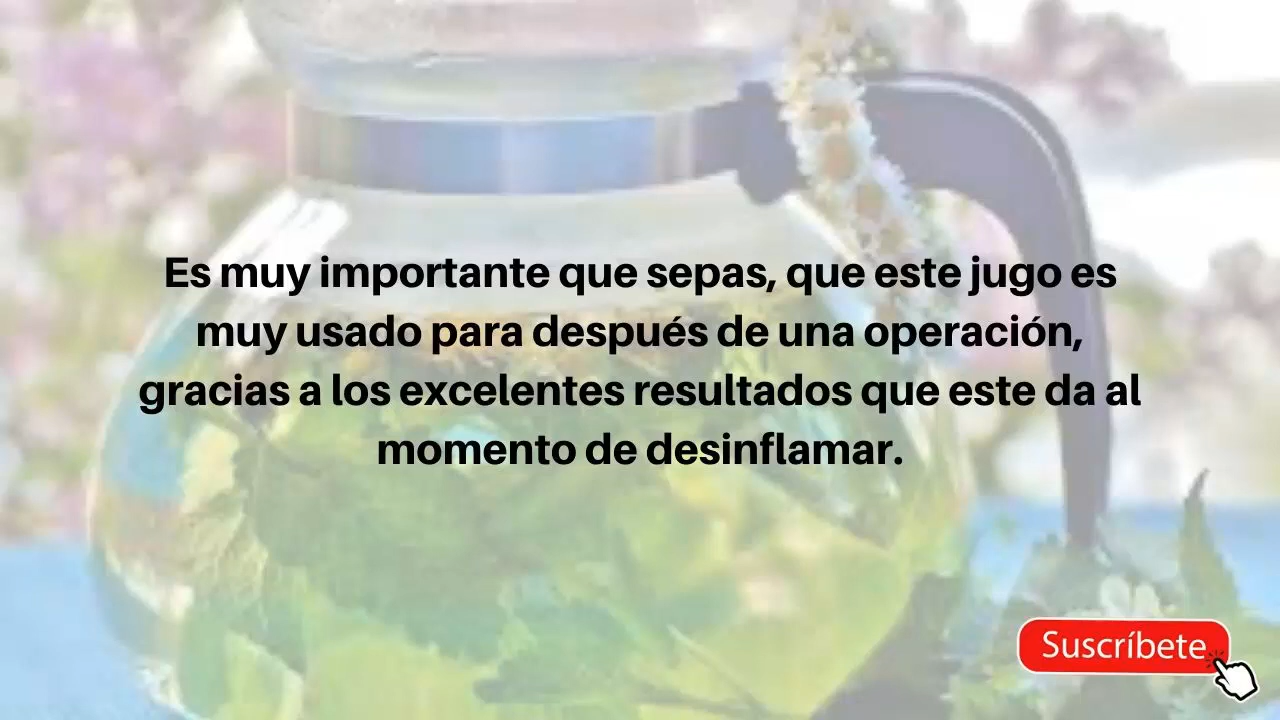 Es muy importante que sepas, que este jugo es
muy usado para después de una operación,
gracias a los excelentes resultados que este da al
momento de desinflamar.
Suscríbete